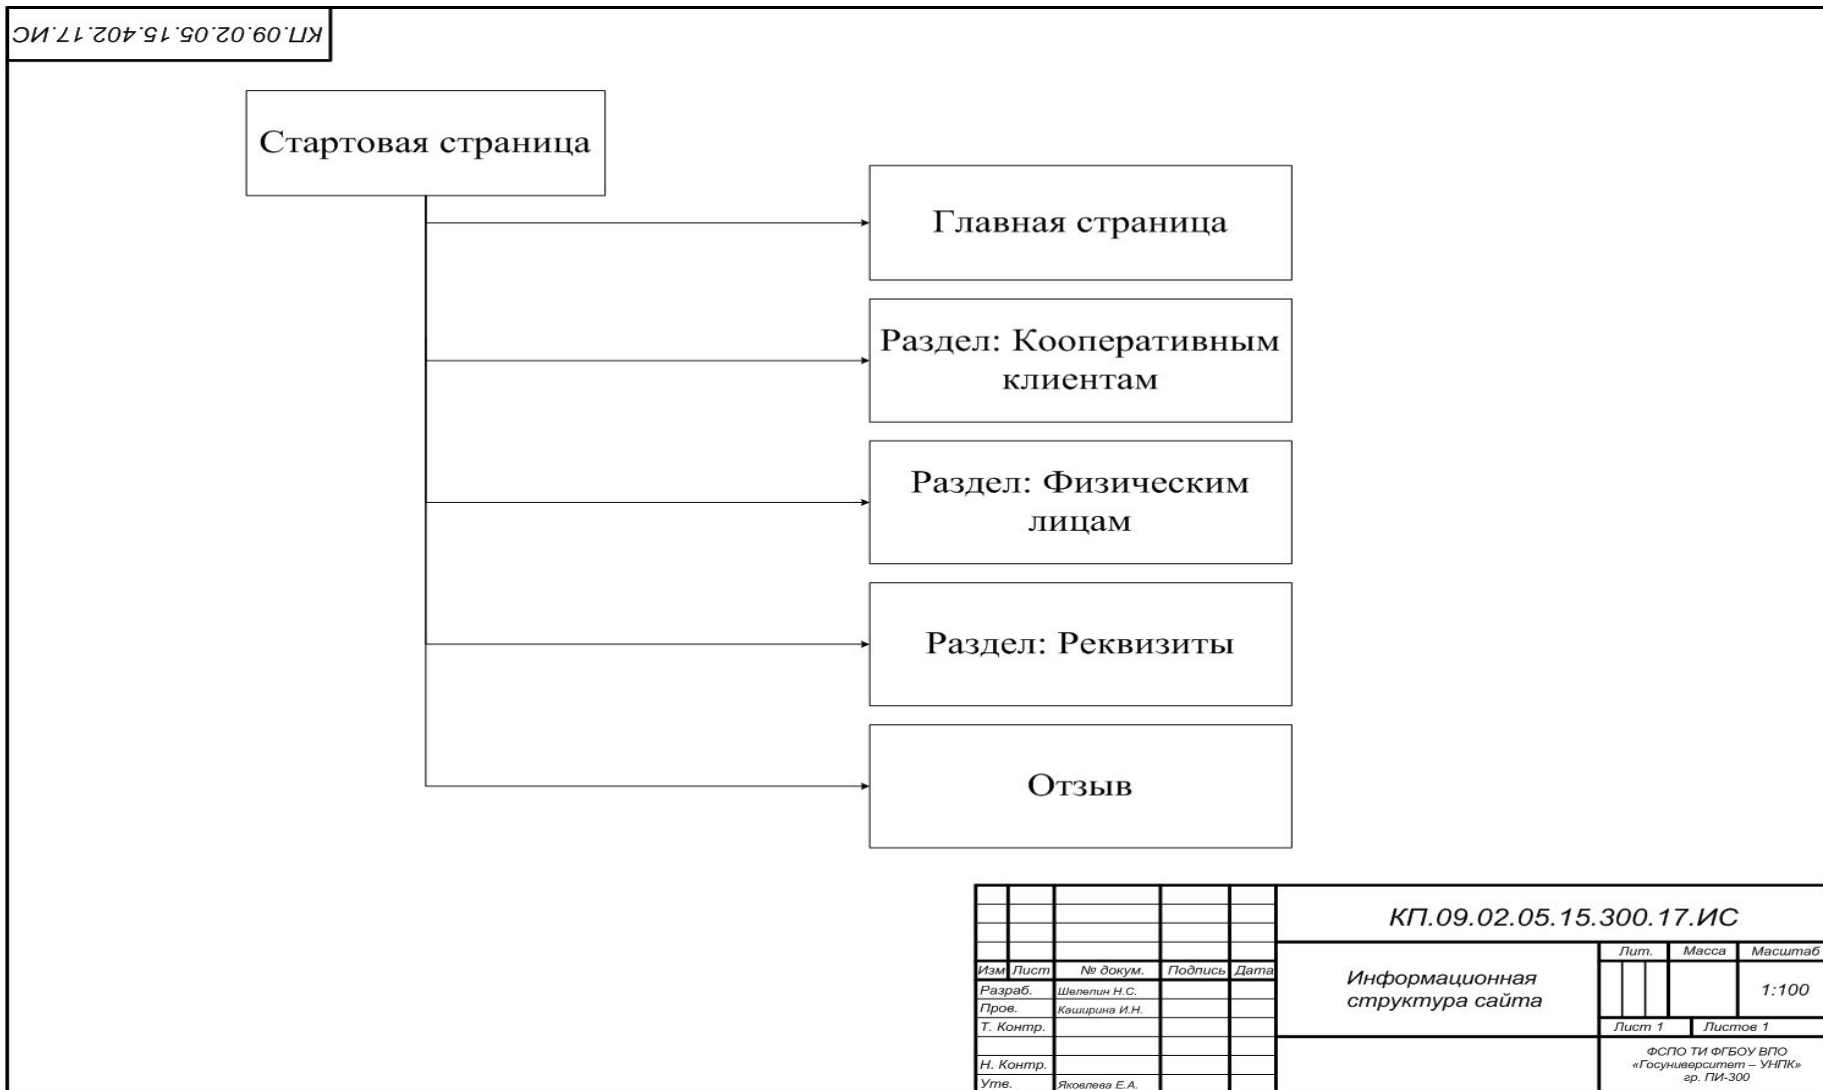 КП.09.02.05.15.402.17.ИС
Стартовая страница
Главная страница
Раздел: Кооперативным
клиентам
Раздел: Физическим
лицам
Раздел: Реквизиты
Отзыв
КП.09.02.05.15.300.17.ИС
Изм Лист № докум. Подпись Дата
Разраб. Шелепин Н.С.
Пров. Каширина И.Н.
Т. Контр.
Н. Контр.
Утв. Яковлева Е.А.
Информационная
структура сайта
Лит. Масса Масштаб
1:100
Лист 1 Листов 1
ФСПО ТИ ФГБОУ ВПО
«Госуниверситет – УНПК»
гр. ПИ-300